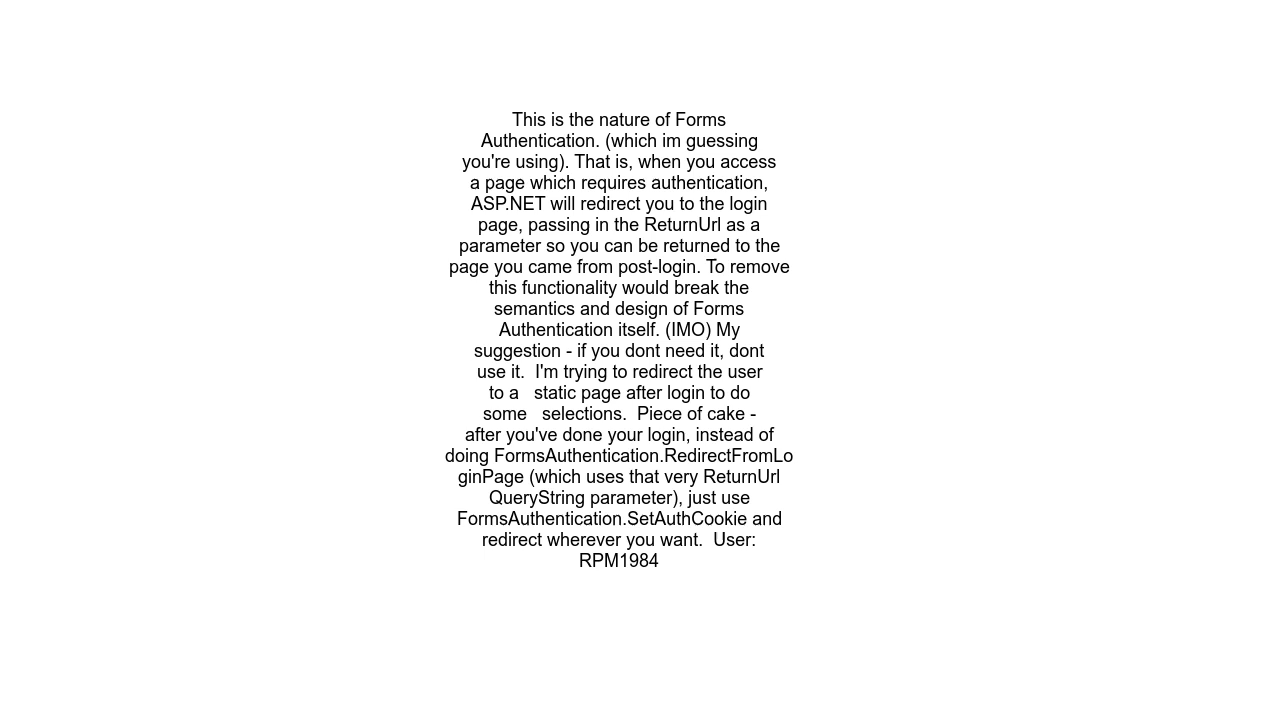 This is the nature of Forms
Authentication. (which im guessing
you're using). That is, when you access
a page which requires authentication,
ASP.NET will redirect you to the login
page, passing in the ReturnUrl as a
parameter so you can be returned to the
page you came from post-login. To remove
this functionality would break the
semantics and design of Forms
Authentication itself. (IMO) My
suggestion - if you dont need it, dont
use it.  I'm trying to redirect the user
to a   static page after login to do
some   selections.  Piece of cake -
after you've done your login, instead of
doing FormsAuthentication.RedirectFromLo
ginPage (which uses that very ReturnUrl
QueryString parameter), just use
FormsAuthentication.SetAuthCookie and
redirect wherever you want.  User:
RPM1984